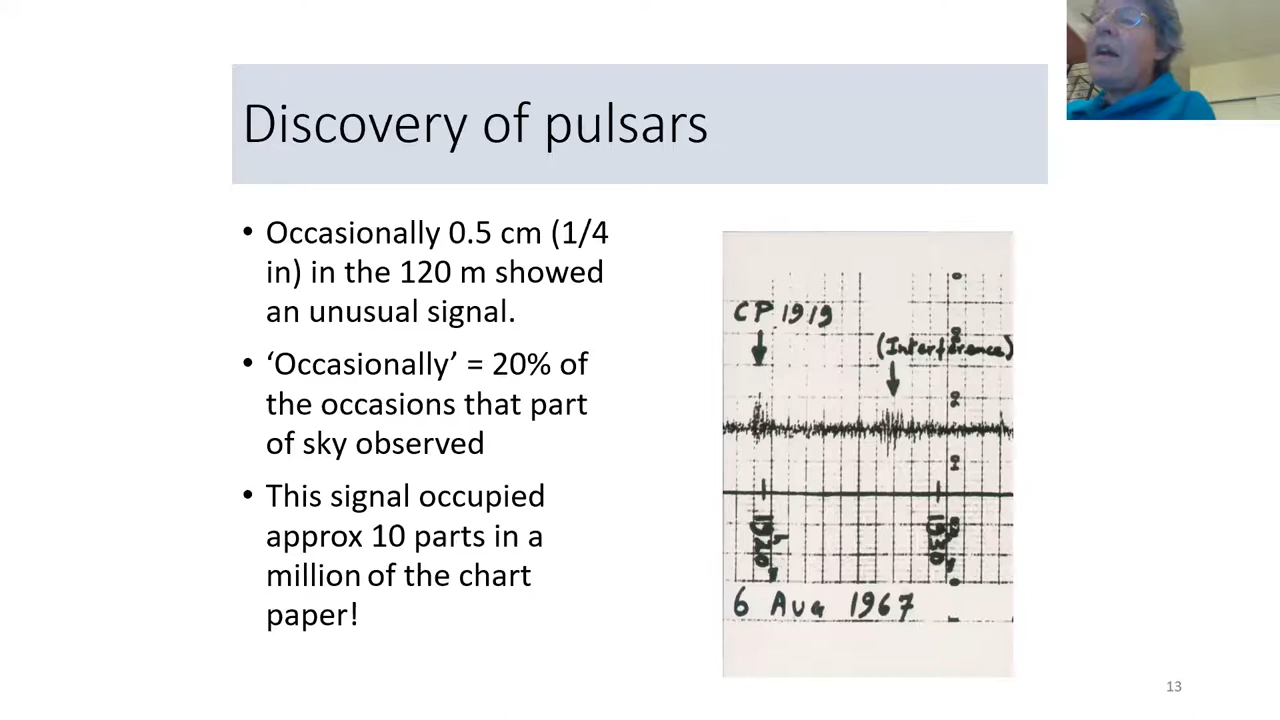 Discovery of pulsars
• Occasionally 0.5 cm (1/4
in) in the 120 m showed
an unusual signal.
• ‘Occasionally’ = 20% of
the occasions that part
of sky observed
• This signal occupied
approx 10 parts in a
million of the chart
paper!
CP 1919
(Interference)
1920
1930
6 Aug 1967
13